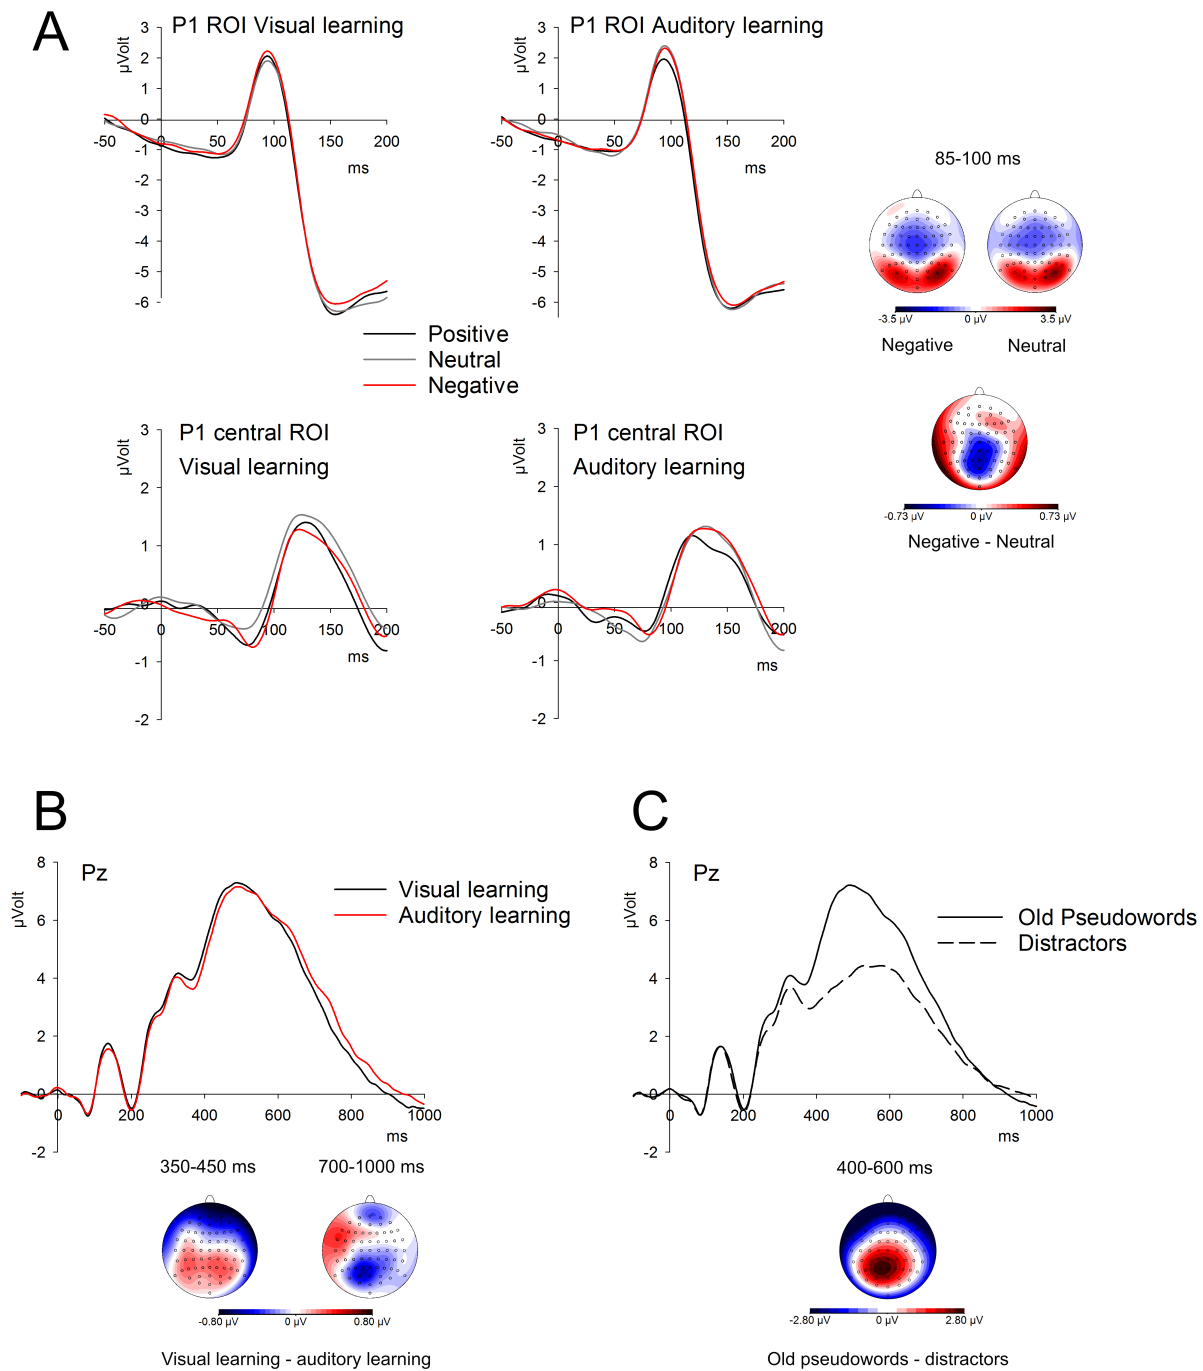 A
P1 ROI Visual learning
µVolt
3
2
1
0
-1
-2
-3
-4
-5
-6
-50
0
50
100
150
200
ms
P1 ROI Auditory learning
µVolt
3
2
1
0
-1
-2
-3
-4
-5
-6
-50
0
50
100
150
200
ms
85-100 ms
-3.5 µV
0 µV
3.5 µV
Negative
Neutral
Positive
Neutral
Negative
P1 central ROI
Visual learning
µVolt
3
2
1
0
-1
-2
-50
0
50
100
150
200
ms
P1 central ROI
Auditory learning
µVolt
3
2
1
0
-1
-2
-50
0
50
100
150
200
ms
-0.73 µV
0 µV
0.73 µV
Negative - Neutral
B
Pz
µVolt
8
6
4
2
0
-2
0
200
400
600
800
1000
ms
Visual learning
Auditory learning
350-450 ms
700-1000 ms
-0.80 µV
0 µV
0.80 µV
Visual learning - auditory learning
C
Pz
µVolt
8
6
4
2
0
-2
0
200
400
600
800
1000
ms
Old Pseudowords
Distractors
400-600 ms
-2.80 µV
0 µV
2.80 µV
Old pseudowords - distractors